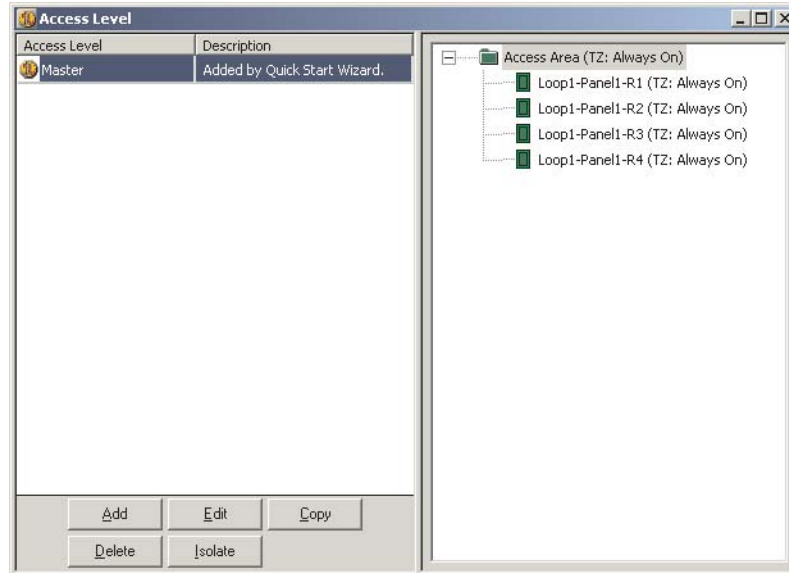 Access Level
Access Level Description
Master Added by Quick Start Wizard.
Access Area (TZ: Always On)
Loop1-Panel1-R1 (TZ: Always On)
Loop1-Panel1-R2 (TZ: Always On)
Loop1-Panel1-R3 (TZ: Always On)
Loop1-Panel1-R4 (TZ: Always On)
Add Edit Copy
Delete Isolate